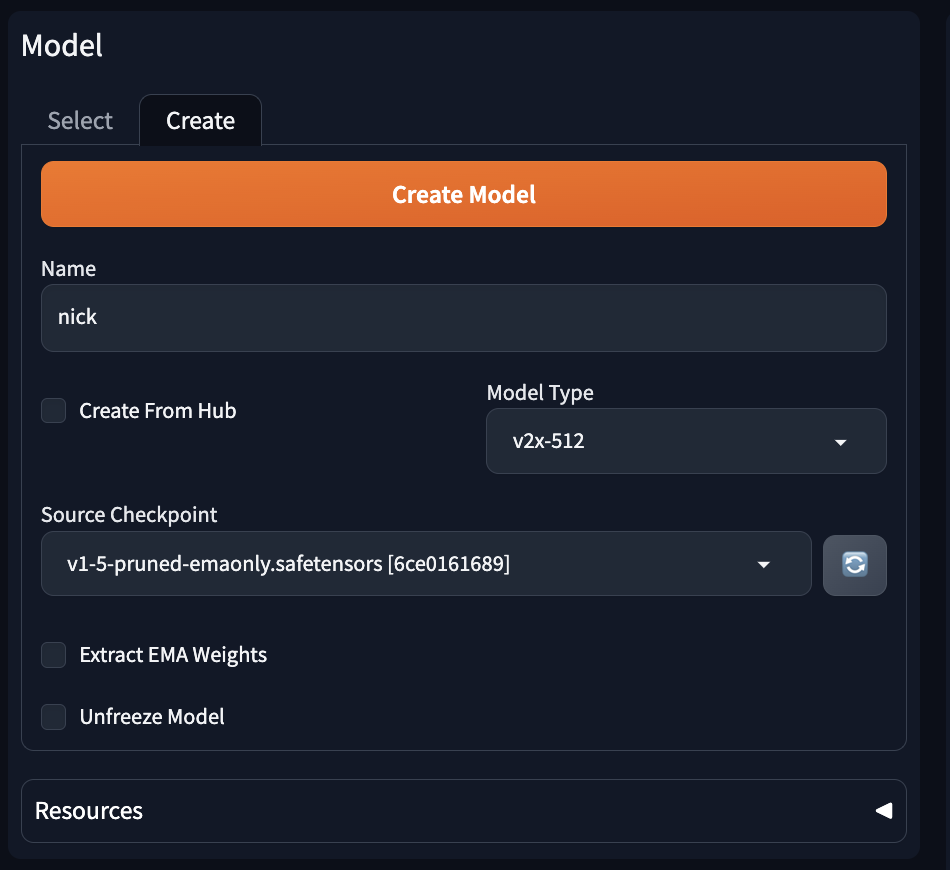 Model
Select Create
Create Model
Name
nick
Create From Hub
Model Type
v2x-512
Source Checkpoint
v1-5-pruned-emaonly.safetensors [6ce0161689]
Extract EMA Weights
Unfreeze Model
Resources